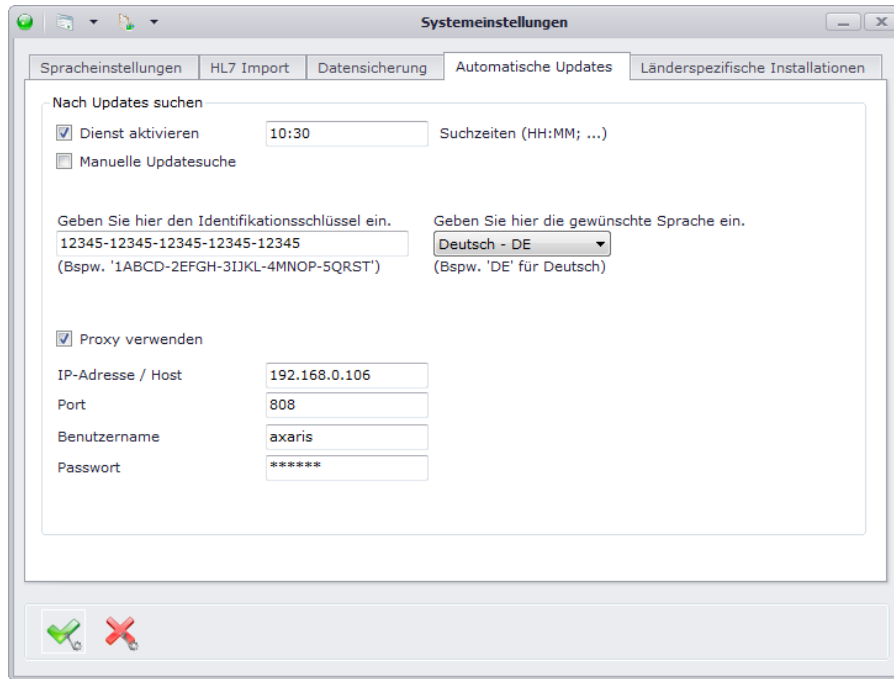 Systemeinstellungen
Spracheinstellungen HL7 Import Datensicherung Automatische Updates Länderspezifische Installationen
Nach Updates suchen
Dienst aktivieren 10:30 Suchzeiten (HH:MM; ...)
Manuelle Updatesuche
Geben Sie hier den Identifikationsschlüssel ein. Geben Sie hier die gewünschte Sprache ein.
12345-12345-12345-12345-12345 Deutsch - DE
(Bspw. '1ABCD-2EFGH-3IJKL-4MNOP-5QRST') (Bspw. 'DE' für Deutsch)
Proxy verwenden
IP-Adresse / Host 192.168.0.106
Port 808
Benutzername axaris
Passwort ******